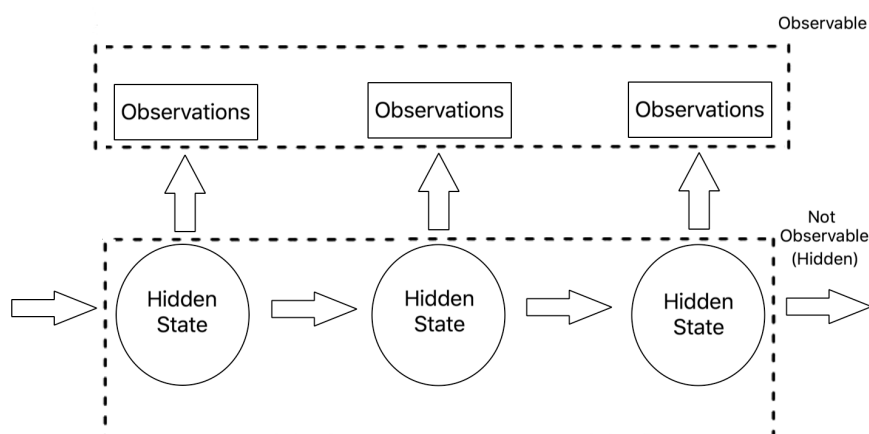 Observable
Observations
Observations
Observations
Not
Observable
(Hidden)
Hidden
State
Hidden
State
Hidden
State